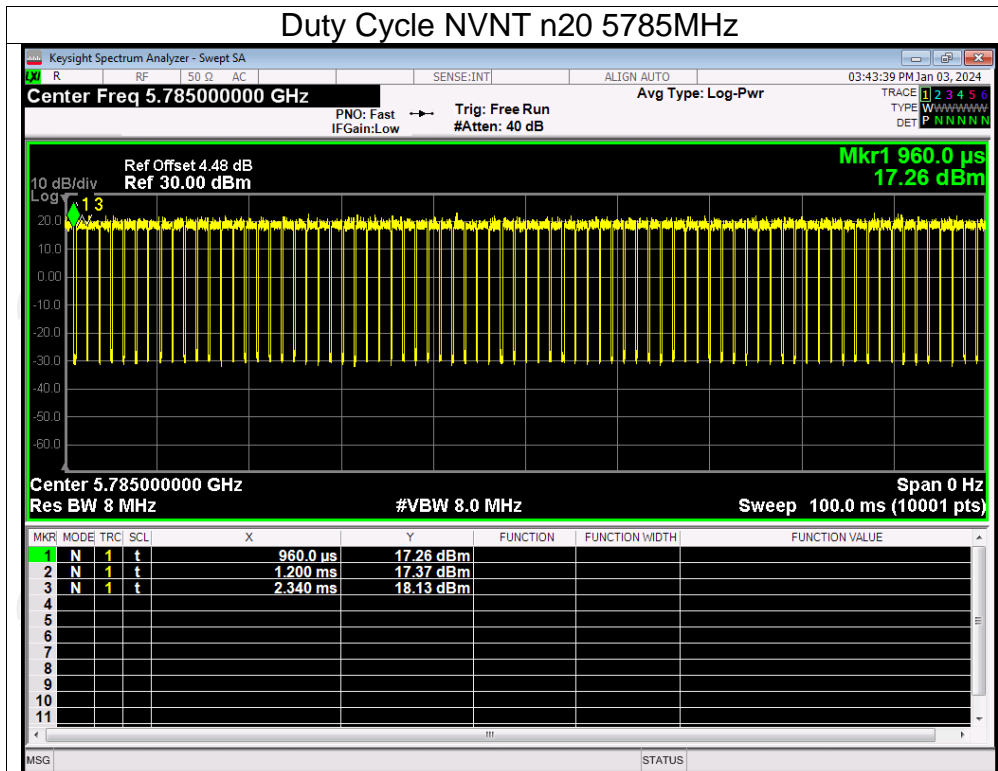 Duty Cycle NVNT n20 5785MHz
Keysight Spectrum Analyzer - Swept SA
LXI R RF 50 Ω AC SENSE:INT ALIGN AUTO 03:43:39 PM Jan 03, 2024
Center Freq 5.785000000 GHz Avg Type: Log-Pwr TRACE 1 2 3 4 5 6
PNO: Fast Trig: Free Run TYPE WWWWWW
IFGain:Low #Atten: 40 dB DET P N N N N N
Mkr1 960.0 µs
Ref Offset 4.48 dB
10 dB/div Ref 30.00 dBm 17.26 dBm
Log
1 3
20.0
10.0
0.00
-10.0
-20.0
-30.0
-40.0
-50.0
-60.0
Center 5.785000000 GHz Span 0 Hz
Res BW 8 MHz #VBW 8.0 MHz Sweep 100.0 ms (10001 pts)
MKR MODE TRC SCL X Y FUNCTION FUNCTION WIDTH FUNCTION VALUE
1 N 1 t 960.0 µs 17.26 dBm
2 N 1 t 1.200 ms 17.37 dBm
3 N 1 t 2.340 ms 18.13 dBm
4
5
6
7
8
9
10
11
MSG STATUS